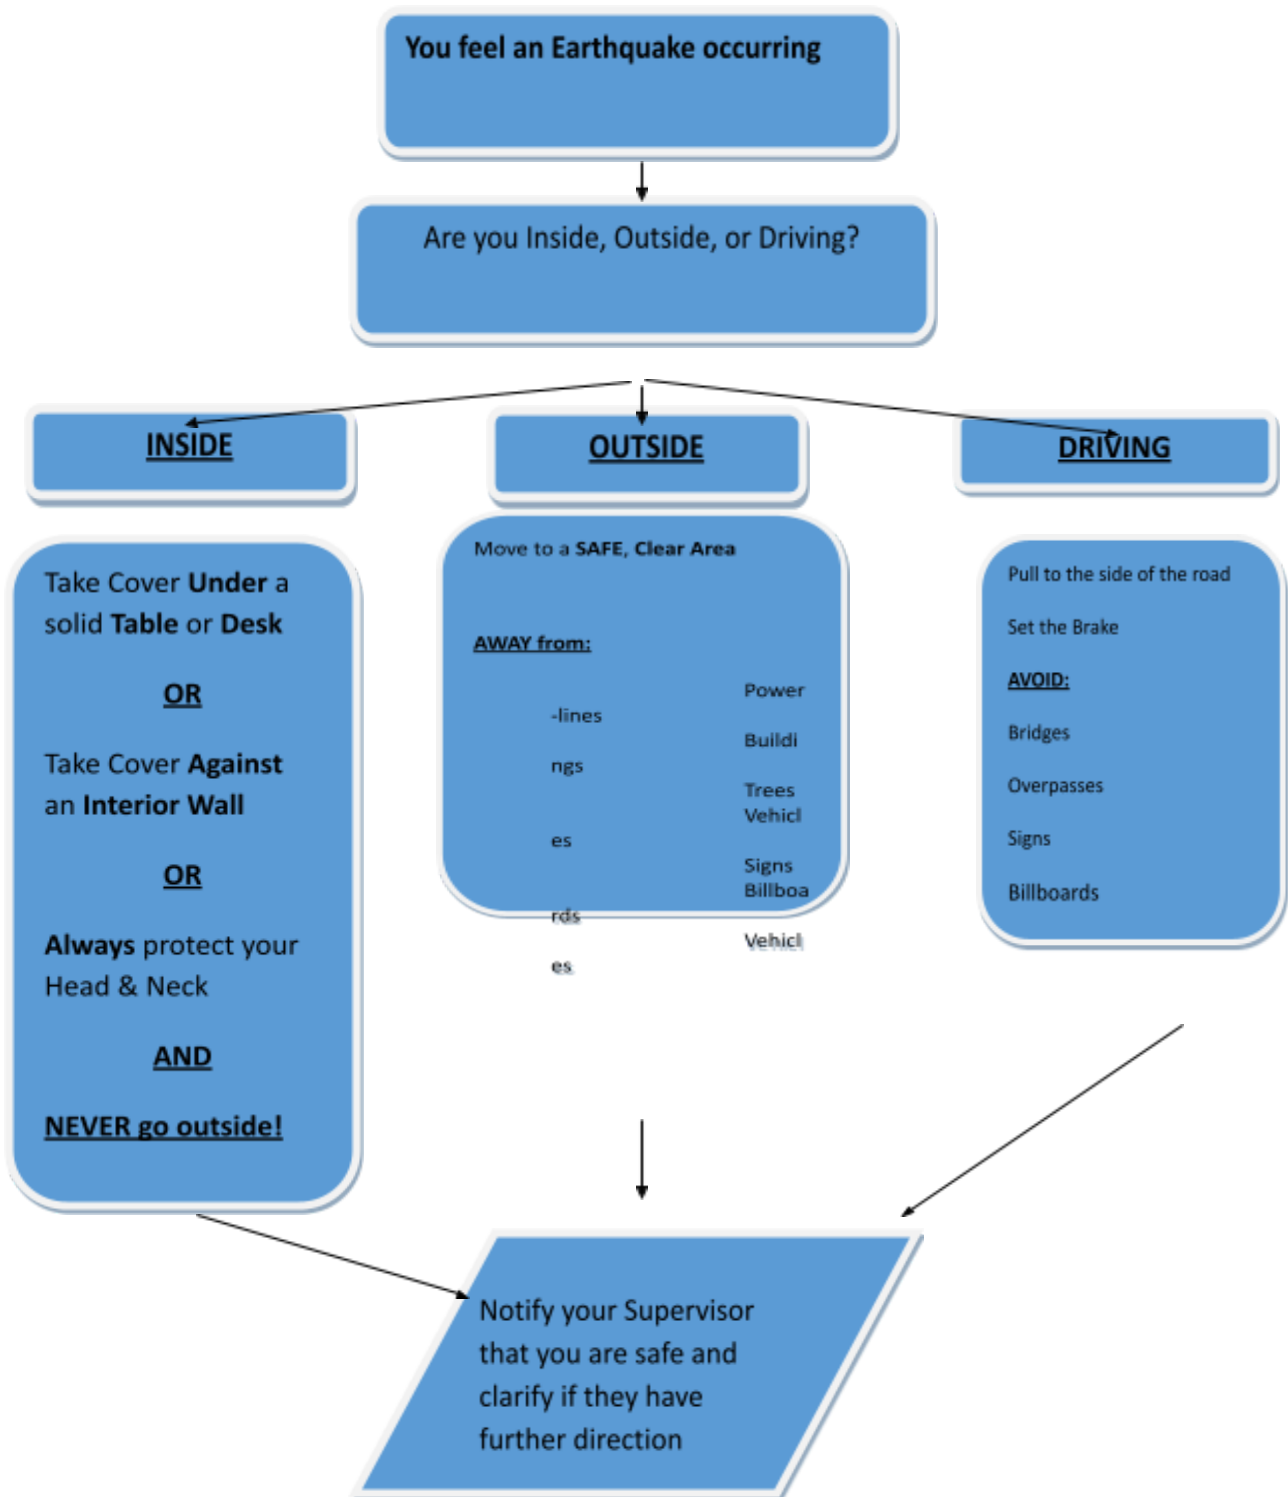 You feel an Earthquake occurring
Are you Inside, Outside, or Driving?
INSIDE
Take Cover Under a
solid Table or Desk
OR
Take Cover Against
an Interior Wall
OR
Always protect your
Head & Neck
AND
NEVER go outside!
OUTSIDE
Move to a SAFE, Clear Area
AWAY from:
Power
-lines
Buildi
ngs
Trees
Vehicl
es
Signs
Billboa
rds
Vehicl
es
DRIVING
Pull to the side of the road
Set the Brake
AVOID:
Bridges
Overpasses
Signs
Billboards
Notify your Supervisor
that you are safe and
clarify if they have
further direction